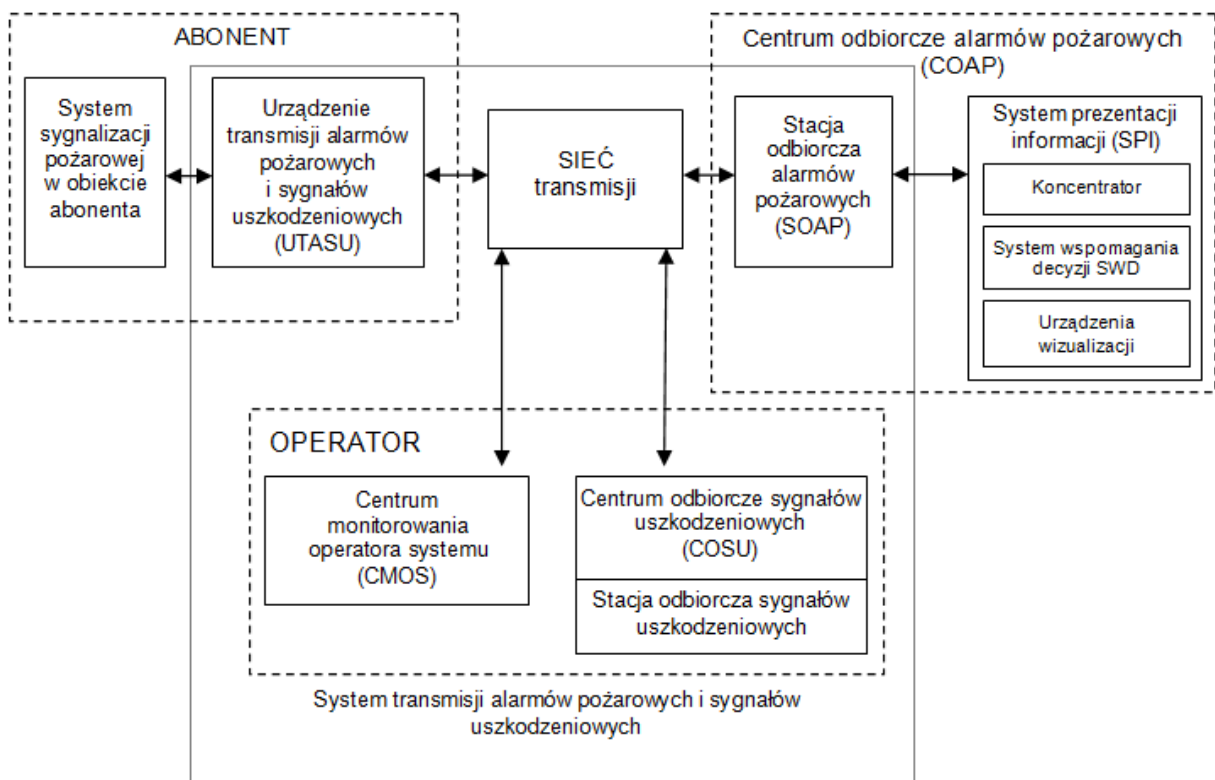 ABONENT
System
sygnalizacji
pożarowej
w obiekcie
abonenta
Urządzenie
transmisji alarmów
pożarowych
i sygnałów
uszkodzeniowych
(UTASU)
SIEĆ
transmisji
Centrum odbiorcze alarmów pożarowych
(COAP)
Stacja
odbiorcza
alarmów
pożarowych
(SOAP)
System prezentacji
informacji (SPI)
Koncentrator
System wspomagania
decyzji SWD
Urządzenia
wizualizacji
OPERATOR
Centrum
monitorowania
operatora systemu
(CMOS)
Centrum odbiorcze sygnałów
uszkodzeniowych
(COSU)
Stacja odbiorcza sygnałów
uszkodzeniowych
System transmisji alarmów pożarowych i sygnałów
uszkodzeniowych